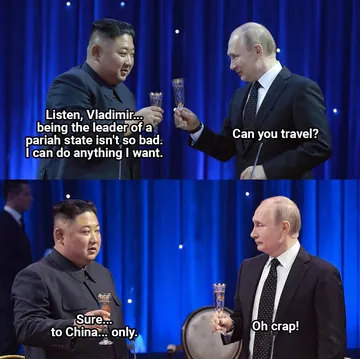 Listen, Vladimir...
being the leader of a
pariah state isn't so bad.
I can do anything I want.
Can you travel?
Sure...
to China... only.
Oh crap!